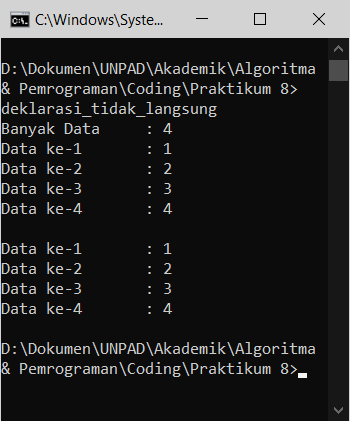 C:\Windows\Syste...
D:\Dokumen\UNPAD\Akademik\Algoritma
& Pemrograman\Coding\Praktikum 8>
deklarasi_tidak_langsung
Banyak Data     : 4
Data ke-1       : 1
Data ke-2       : 2
Data ke-3       : 3
Data ke-4       : 4
Data ke-1       : 1
Data ke-2       : 2
Data ke-3       : 3
Data ke-4       : 4
D:\Dokumen\UNPAD\Akademik\Algoritma
& Pemrograman\Coding\Praktikum 8>